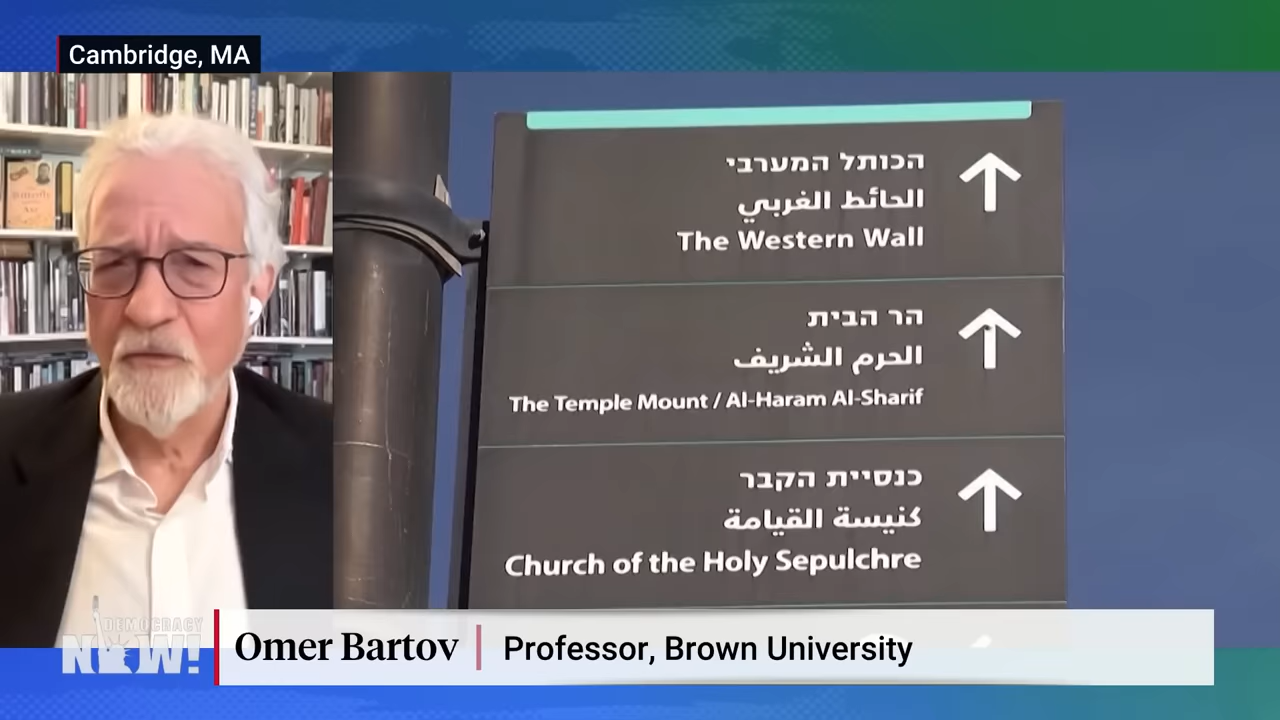 Cambridge, MA
הכותל המערבי
الحائط الغربي
The Western Wall
הר הבית
الحرم الشريف
The Temple Mount / Al-Haram Al-Sharif
כנסיית הקבר
كنيسة القيامة
Church of the Holy Sepulchre
DEMOCRACY
NOW!
Omer Bartov
Professor, Brown University